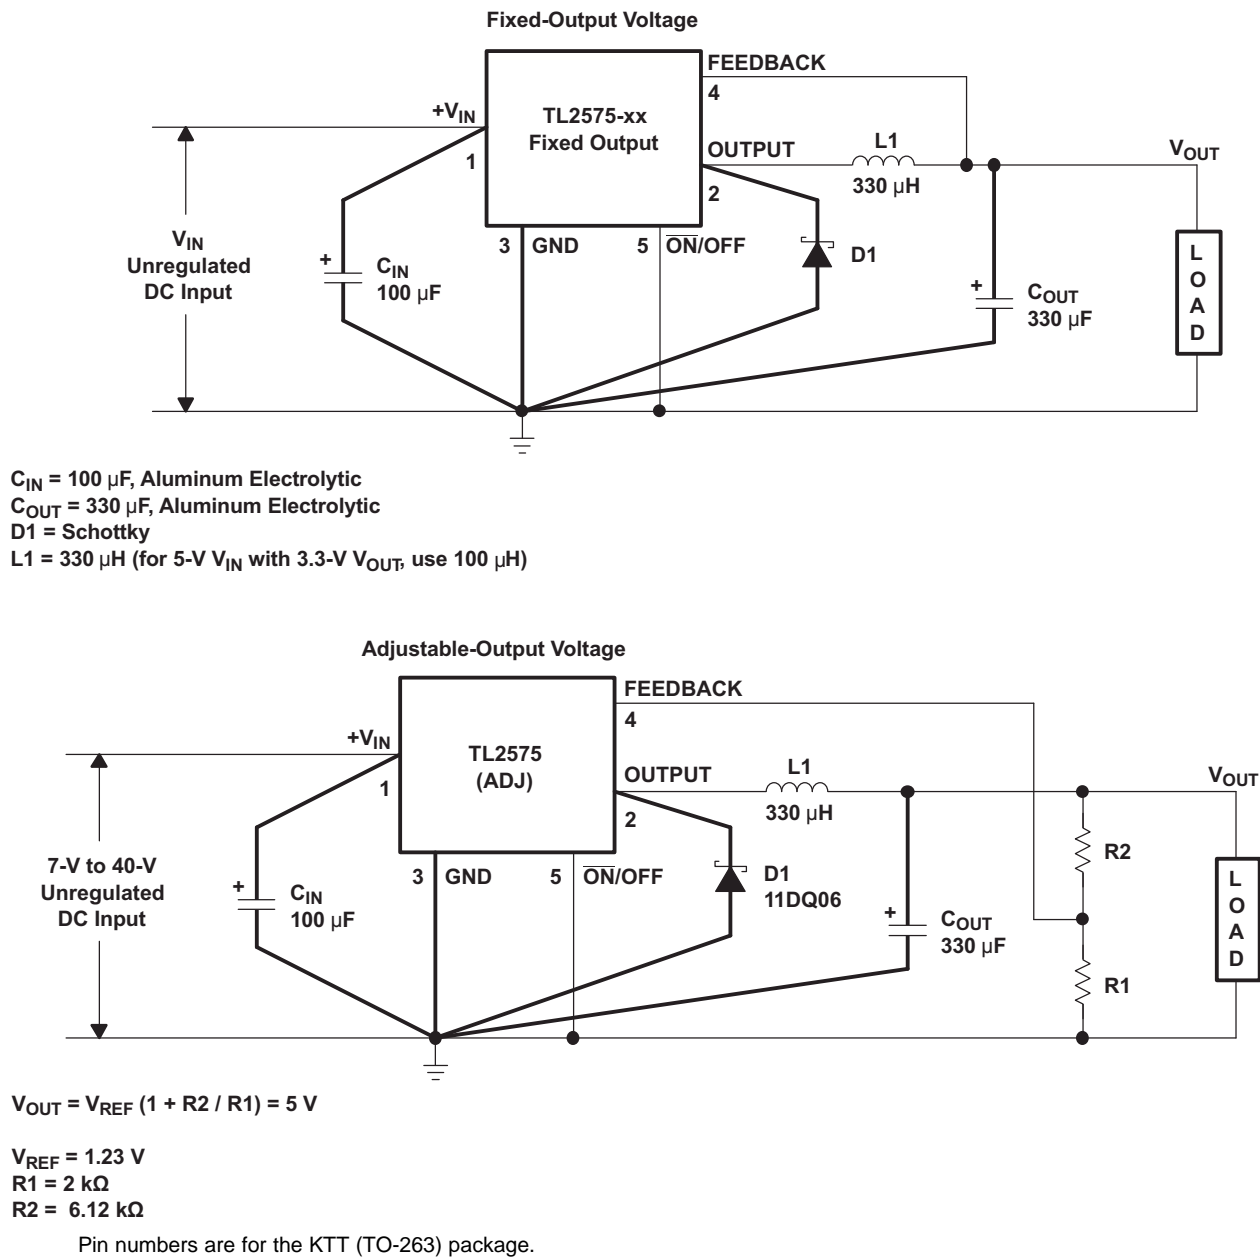 Fixed-Output Voltage
FEEDBACK
4
+VIN
TL2575-xx
Fixed Output
1
OUTPUT
2
L1
330 µH
VOUT
VIN
Unregulated
DC Input
+
CIN
100 µF
3 GND
5 ON/OFF
D1
+
COUT
330 µF
LOAD
CIN = 100 µF, Aluminum Electrolytic
COUT = 330 µF, Aluminum Electrolytic
D1 = Schottky
L1 = 330 µH (for 5-V VIN with 3.3-V VOUT, use 100 µH)
Adjustable-Output Voltage
FEEDBACK
4
+VIN
TL2575
(ADJ)
1
OUTPUT
2
L1
330 µH
VOUT
7-V to 40-V
Unregulated
DC Input
+
CIN
100 µF
3 GND
5 ON/OFF
D1
11DQ06
+
COUT
330 µF
R2
R1
LOAD
VOUT = VREF (1 + R2 / R1) = 5 V
VREF = 1.23 V
R1 = 2 kΩ
R2 = 6.12 kΩ
Pin numbers are for the KTT (TO-263) package.